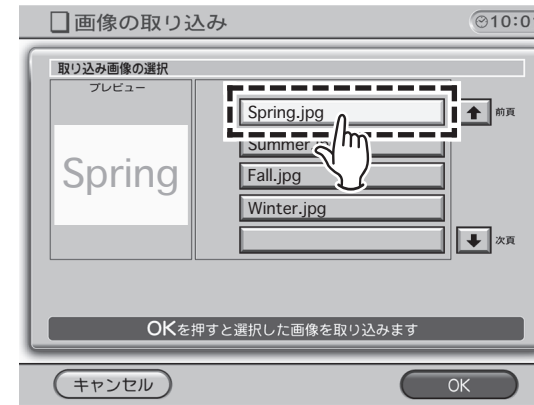 画像の取り込み
10:0
取り込み画像の選択
プレビュー
Spring
Spring.jpg
Summer
Fall.jpg
Winter.jpg
前頁
次頁
OKを押すと選択した画像を取り込みます
キャンセル
OK